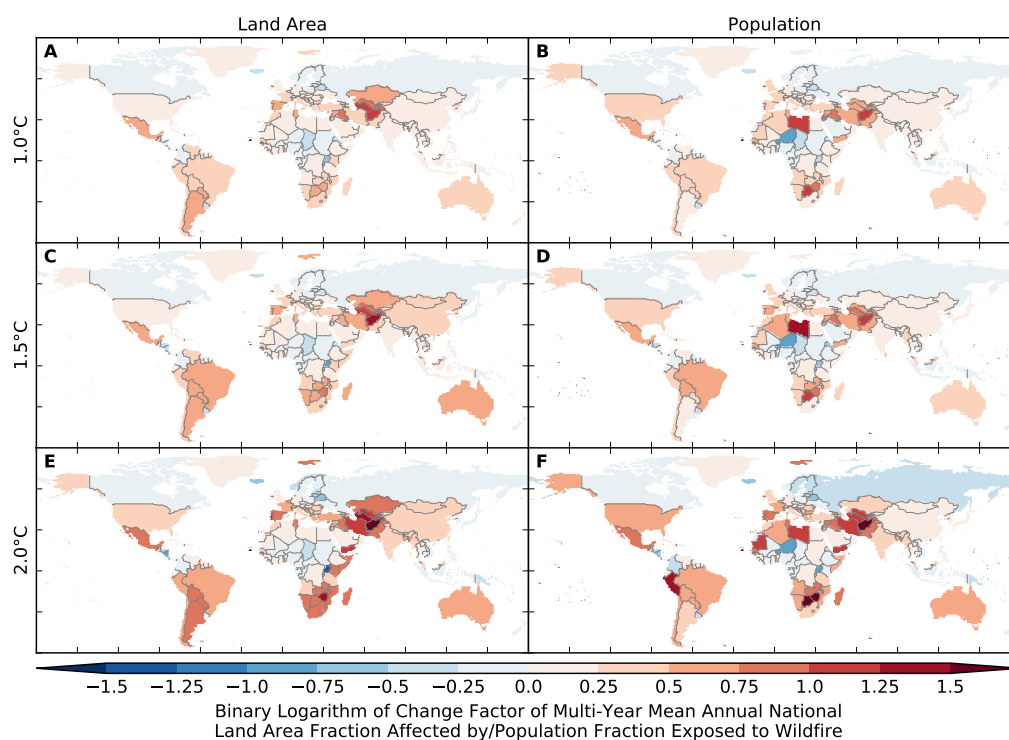 Land Area
Population
A
B
1.0°C
C
D
1.5°C
E
F
2.0°C
−1.5 −1.25 −1.0 −0.75 −0.5 −0.25 0.0 0.25 0.5 0.75 1.0 1.25 1.5
Binary Logarithm of Change Factor of Multi-Year Mean Annual National
Land Area Fraction Affected by/Population Fraction Exposed to Wildfire